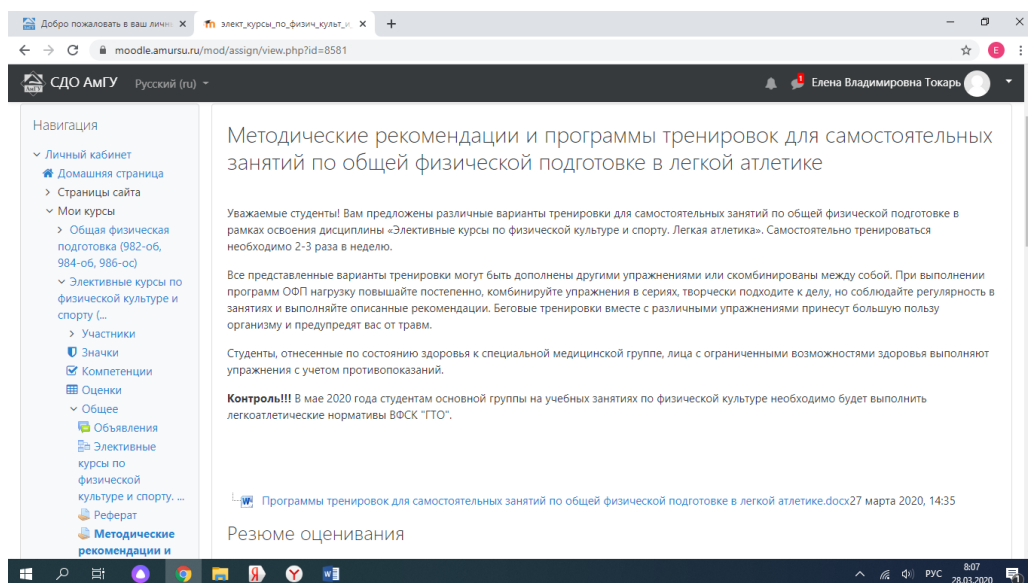 Добро пожаловать в ваш личн
элект_курсы_по_физич_культ_и_
moodle.amursu.ru/mod/assign/view.php?id=8581
E
АмГУ
СДО АмГУ
Русский (ru)
1
Елена Владимировна Токарь
Навигация
Личный кабинет
Домашняя страница
Страницы сайта
Мои курсы
Общая физическая
подготовка (982-об,
984-об, 986-ос)
Элективные курсы по
физической культуре и
спорту (...
Участники
Значки
Компетенции
Оценки
Общее
Объявления
Элективные
курсы по
физической
культуре и спорту. ...
Реферат
Методические
рекомендации и
Методические рекомендации и программы тренировок для самостоятельных
занятий по общей физической подготовке в легкой атлетике
Уважаемые студенты! Вам предложены различные варианты тренировки для самостоятельных занятий по общей физической подготовке в
рамках освоения дисциплины «Элективные курсы по физической культуре и спорту. Легкая атлетика». Самостоятельно тренироваться
необходимо 2-3 раза в неделю.
Все представленные варианты тренировки могут быть дополнены другими упражнениями или скомбинированы между собой. При выполнении
программ ОФП нагрузку повышайте постепенно, комбинируйте упражнения в сериях, творчески подходите к делу, но соблюдайте регулярность в
занятиях и выполняйте описанные рекомендации. Беговые тренировки вместе с различными упражнениями принесут большую пользу
организму и предупредят вас от травм.
Студенты, отнесенные по состоянию здоровья к специальной медицинской группе, лица с ограниченными возможностями здоровья выполняют
упражнения с учетом противопоказаний.
Контроль!!! В мае 2020 года студентам основной группы на учебных занятиях по физической культуре необходимо будет выполнить
легкоатлетические нормативы ВФСК "ГТО".
Программы тренировок для самостоятельных занятий по общей физической подготовке в легкой атлетике.docx27 марта 2020, 14:35
Резюме оценивания
РУС
8:07
28.03.2020